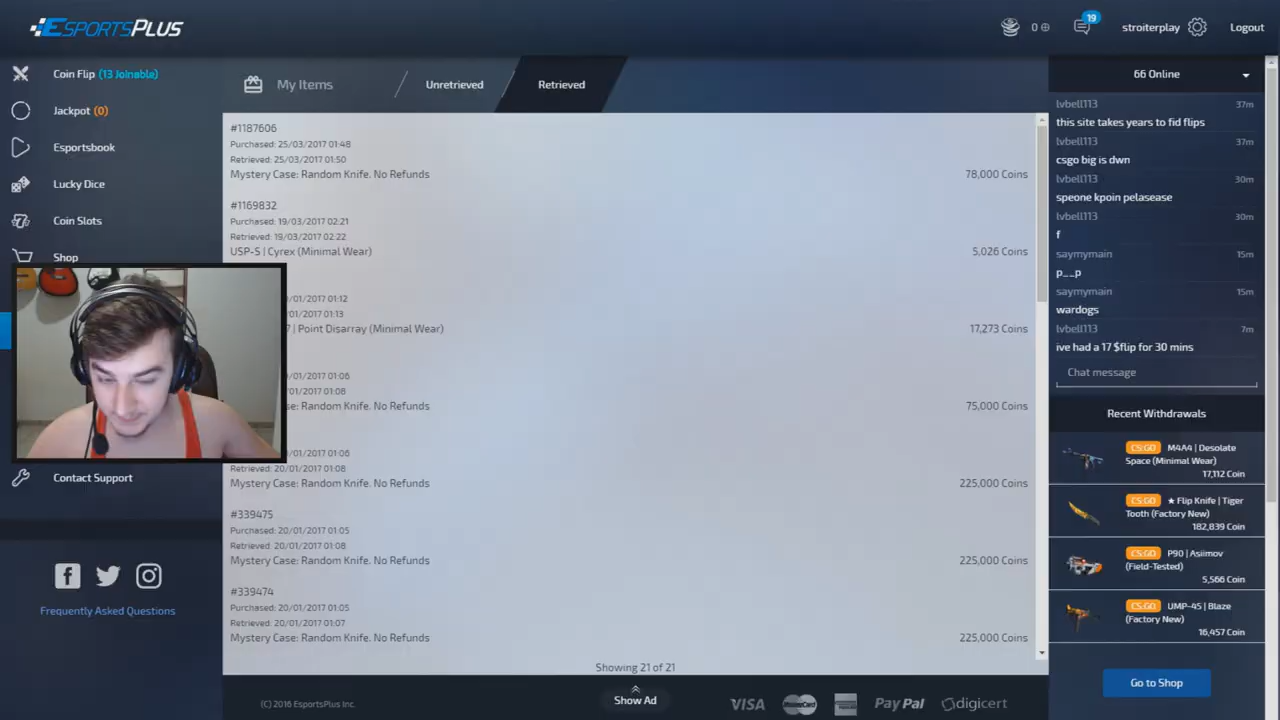 ESPORTSPLUS
0
19
stroiterplay
Logout
Coin Flip (13 Joinable)
Jackpot (0)
Esportsbook
Lucky Dice
Coin Slots
Shop
Contact Support
Frequently Asked Questions
My Items
Unretrieved
Retrieved
#1187606
Purchased: 25/03/2017 01:48
Retrieved: 25/03/2017 01:50
Mystery Case: Random Knife. No Refunds
78,000 Coins
#1169832
Purchased: 19/03/2017 02:21
Retrieved: 19/03/2017 02:22
USP-S | Cyrex (Minimal Wear)
5,026 Coins
/01/2017 01:12
/01/2017 01:13
7 | Point Disarray (Minimal Wear)
17,273 Coins
/01/2017 01:06
/01/2017 01:08
se: Random Knife. No Refunds
75,000 Coins
/01/2017 01:06
Retrieved: 20/01/2017 01:08
Mystery Case: Random Knife. No Refunds
225,000 Coins
#339475
Purchased: 20/01/2017 01:05
Retrieved: 20/01/2017 01:08
Mystery Case: Random Knife. No Refunds
225,000 Coins
#339474
Purchased: 20/01/2017 01:05
Retrieved: 20/01/2017 01:07
Mystery Case: Random Knife. No Refunds
225,000 Coins
Showing 21 of 21
(C) 2016 EsportsPlus Inc.
Show Ad
VISA
PayPal
digicert
66 Online
lvbell113 37m
this site takes years to fid flips
lvbell113 37m
csgo big is dwn
lvbell113 30m
speone kpoin pelasease
lvbell113 30m
f
saymymain 15m
p__p
saymymain 15m
wardogs
lvbell113 7m
ive had a 17 $flip for 30 mins
Chat message
Recent Withdrawals
CS:GO M4A4 | Desolate
Space (Minimal Wear)
17,112 Coin
CS:GO ★ Flip Knife | Tiger
Tooth (Factory New)
182,839 Coin
CS:GO P90 | Asiimov
(Field-Tested)
5,566 Coin
CS:GO UMP-45 | Blaze
(Factory New)
16,457 Coin
Go to Shop